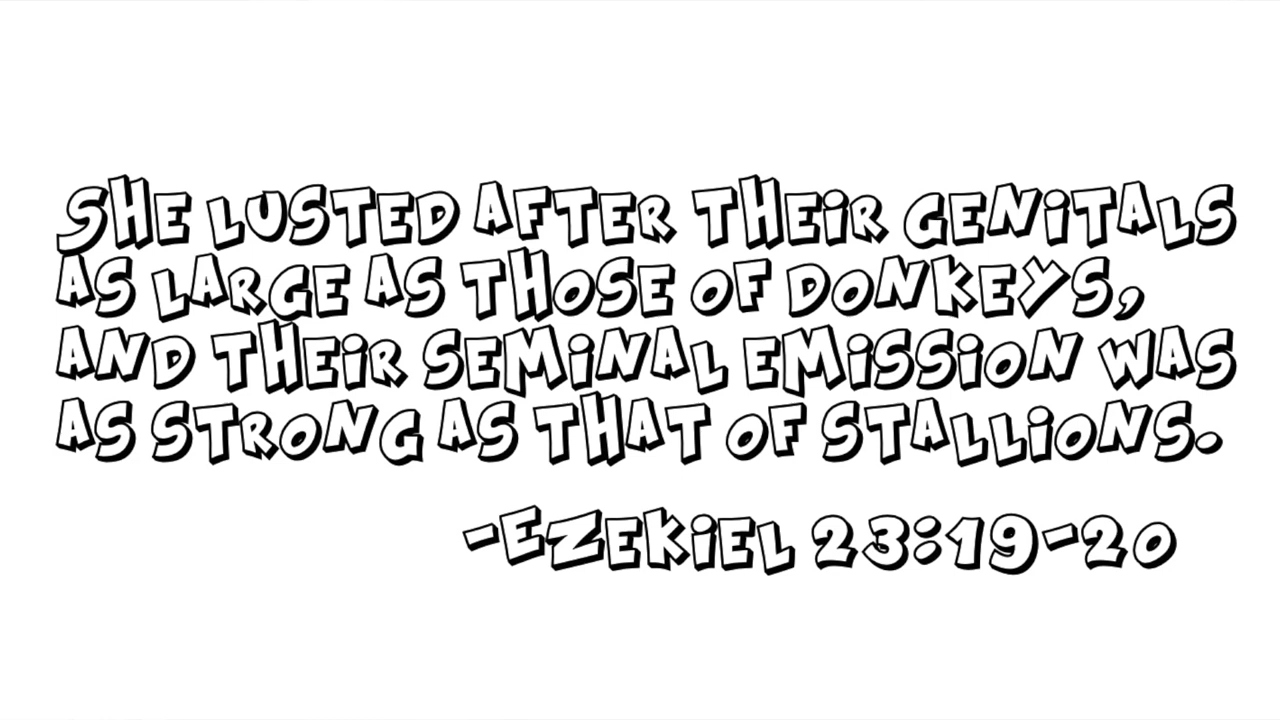 SHE LUSTED AFTER THEIR GENITALS
AS LARGE AS THOSE OF DONKEYS,
AND THEIR SEMINAL EMISSION WAS
AS STRONG AS THAT OF STALLIONS.
-EZEKIEL 23:19-20